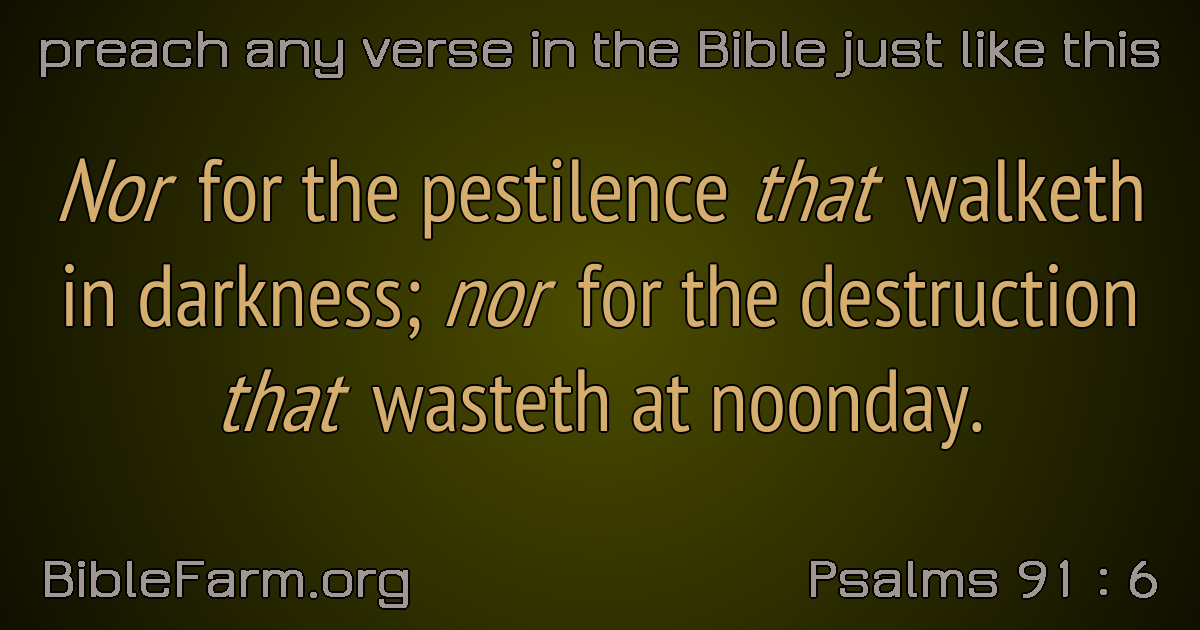 preach any verse in the Bible just like this
Nor for the pestilence that walketh
in darkness; nor for the destruction
that wasteth at noonday.
BibleFarm.org
Psalms 91 : 6